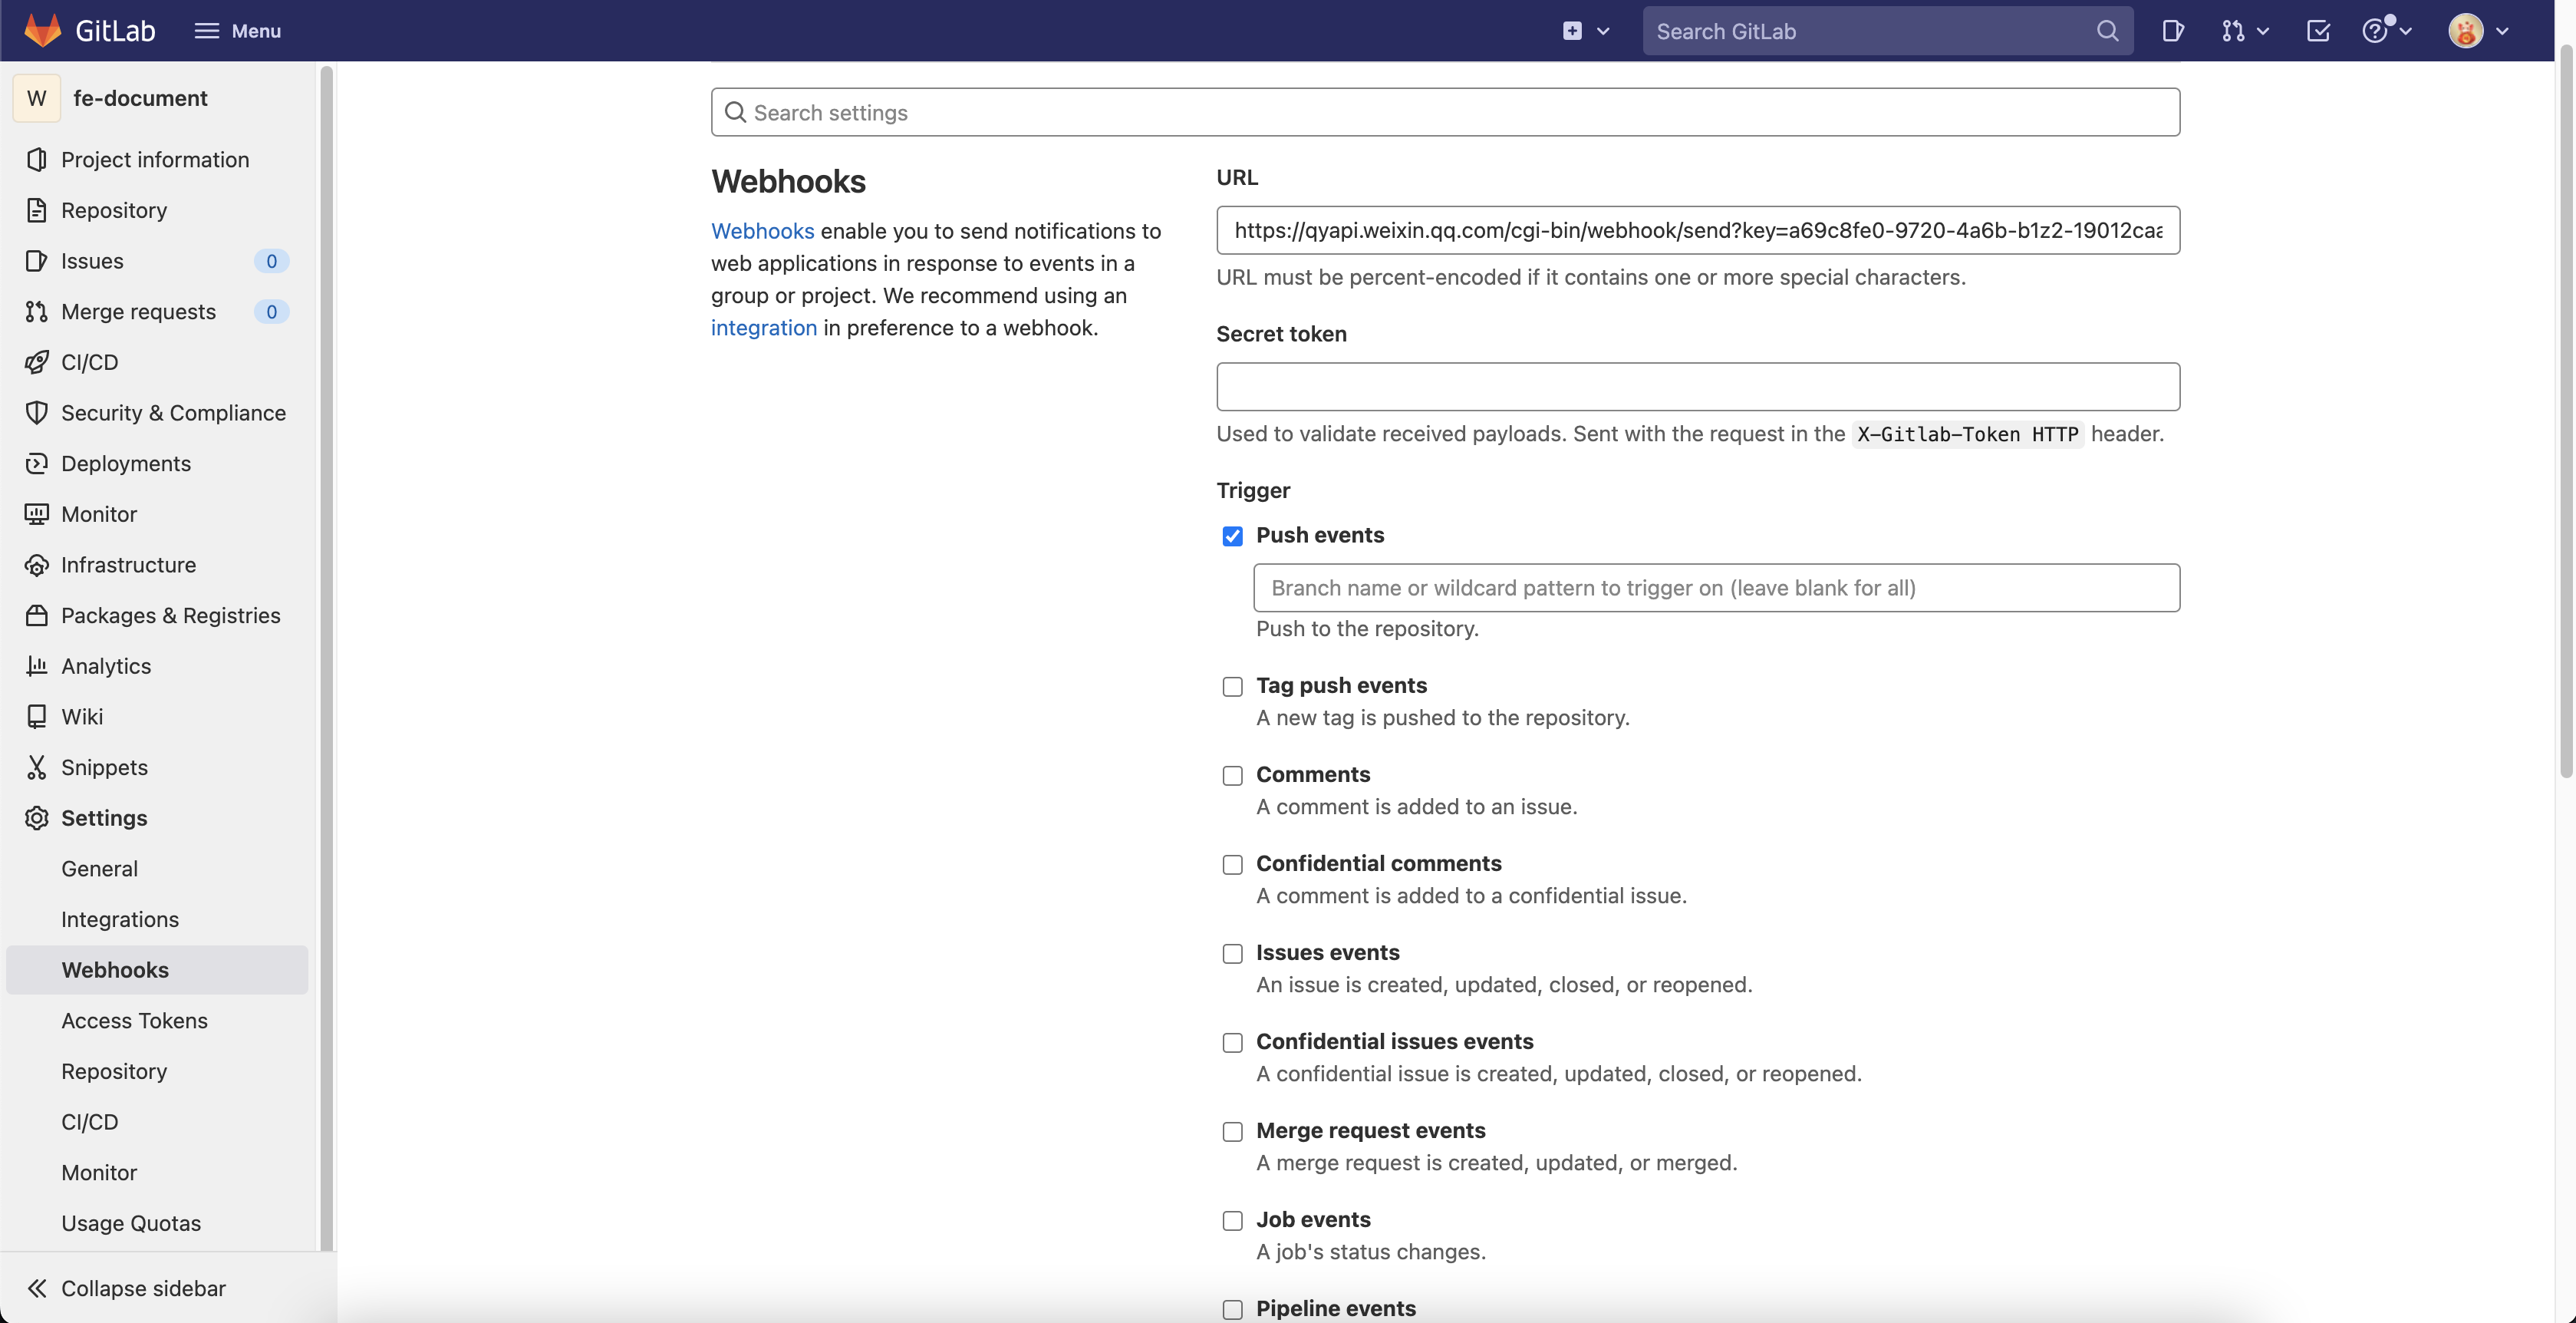 GitLab
Menu
Search GitLab
W
fe-document
Project information
Repository
Issues
0
Merge requests
0
CI/CD
Security & Compliance
Deployments
Monitor
Infrastructure
Packages & Registries
Analytics
Wiki
Snippets
Settings
General
Integrations
Webhooks
Access Tokens
Repository
CI/CD
Monitor
Usage Quotas
Collapse sidebar
Search settings
Webhooks
Webhooks enable you to send notifications to
web applications in response to events in a
group or project. We recommend using an
integration in preference to a webhook.
URL
https://qyapi.weixin.qq.com/cgi-bin/webhook/send?key=a69c8fe0-9720-4a6b-b1z2-19012caa
URL must be percent-encoded if it contains one or more special characters.
Secret token
Used to validate received payloads. Sent with the request in the X-Gitlab-Token HTTP header.
Trigger
Push events
Branch name or wildcard pattern to trigger on (leave blank for all)
Push to the repository.
Tag push events
A new tag is pushed to the repository.
Comments
A comment is added to an issue.
Confidential comments
A comment is added to a confidential issue.
Issues events
An issue is created, updated, closed, or reopened.
Confidential issues events
A confidential issue is created, updated, closed, or reopened.
Merge request events
A merge request is created, updated, or merged.
Job events
A job's status changes.
Pipeline events